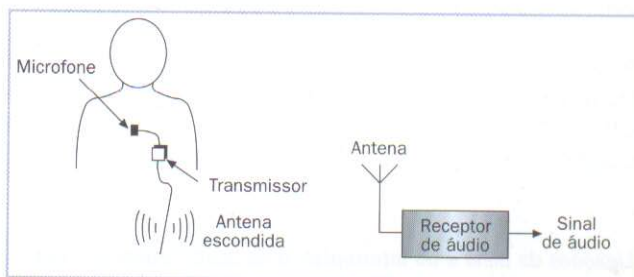 Microfone
Transmissor
Antena
escondida
Antena
Receptor
de áudio
Sinal
de áudio